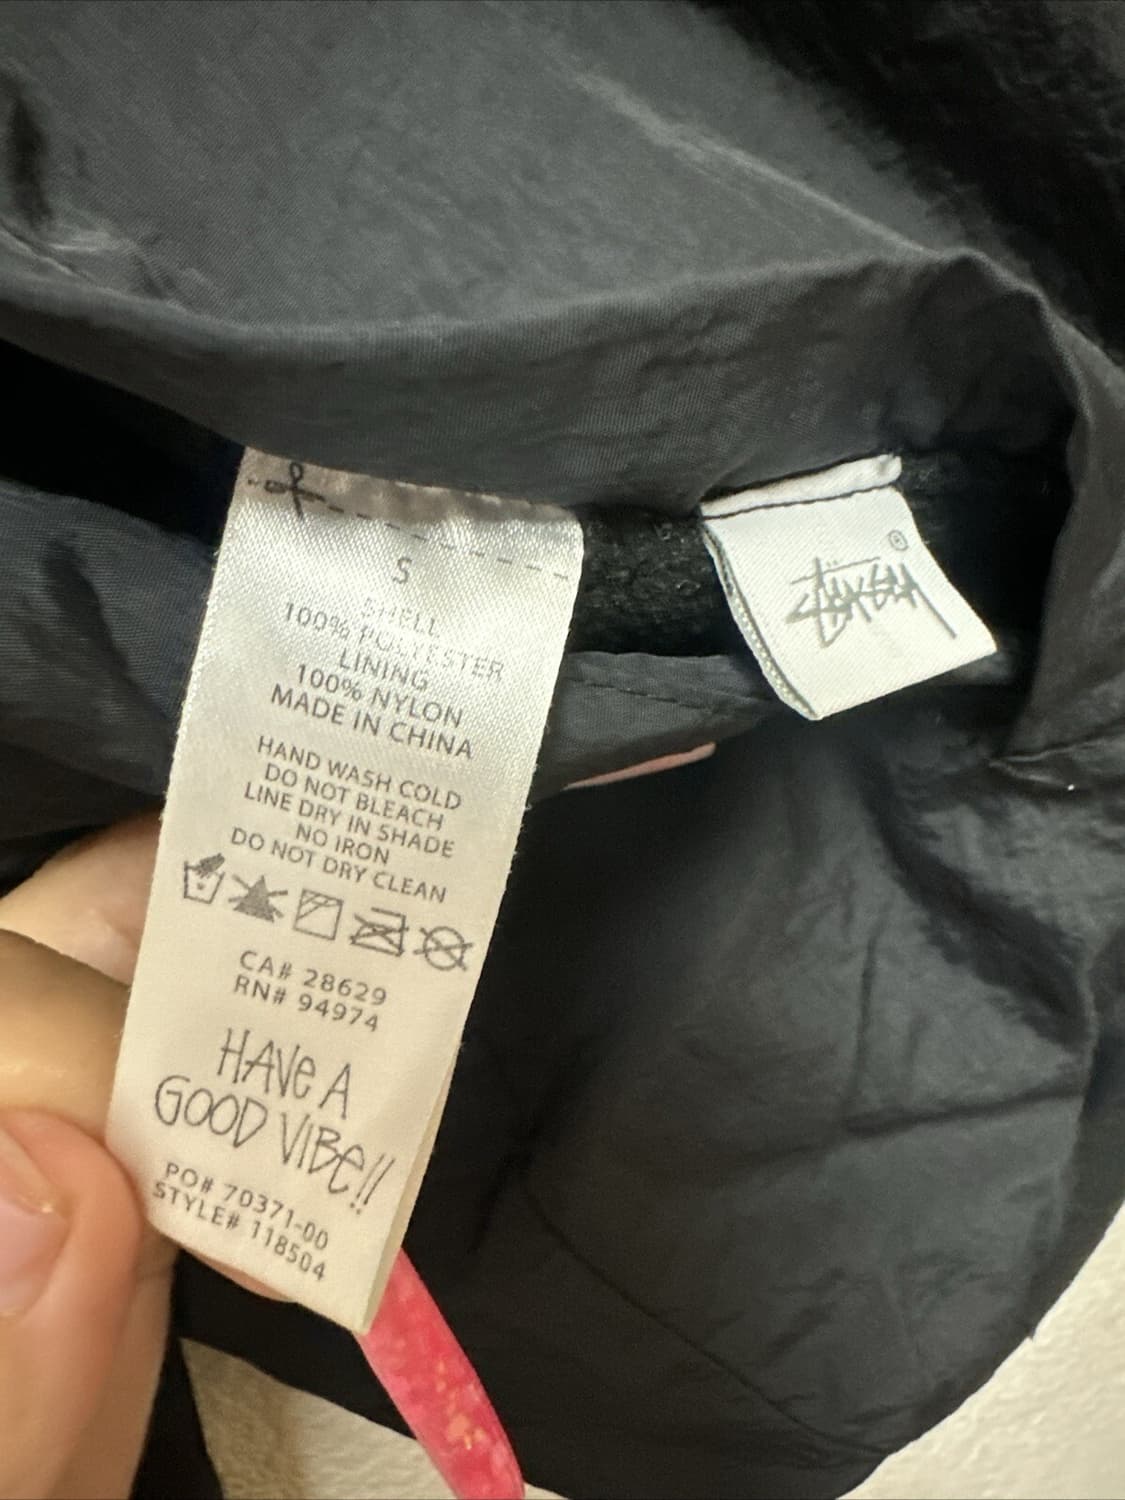 S
SHELL
100% POLYESTER
LINING
100% NYLON
MADE IN CHINA
HAND WASH COLD
DO NOT BLEACH
LINE DRY IN SHADE
NO IRON
DO NOT DRY CLEAN
CA# 28629
RN# 94974
HAVE A
GOOD VIBE!!
PO# 70371-00
STYLE# 118504
Stüssy ®